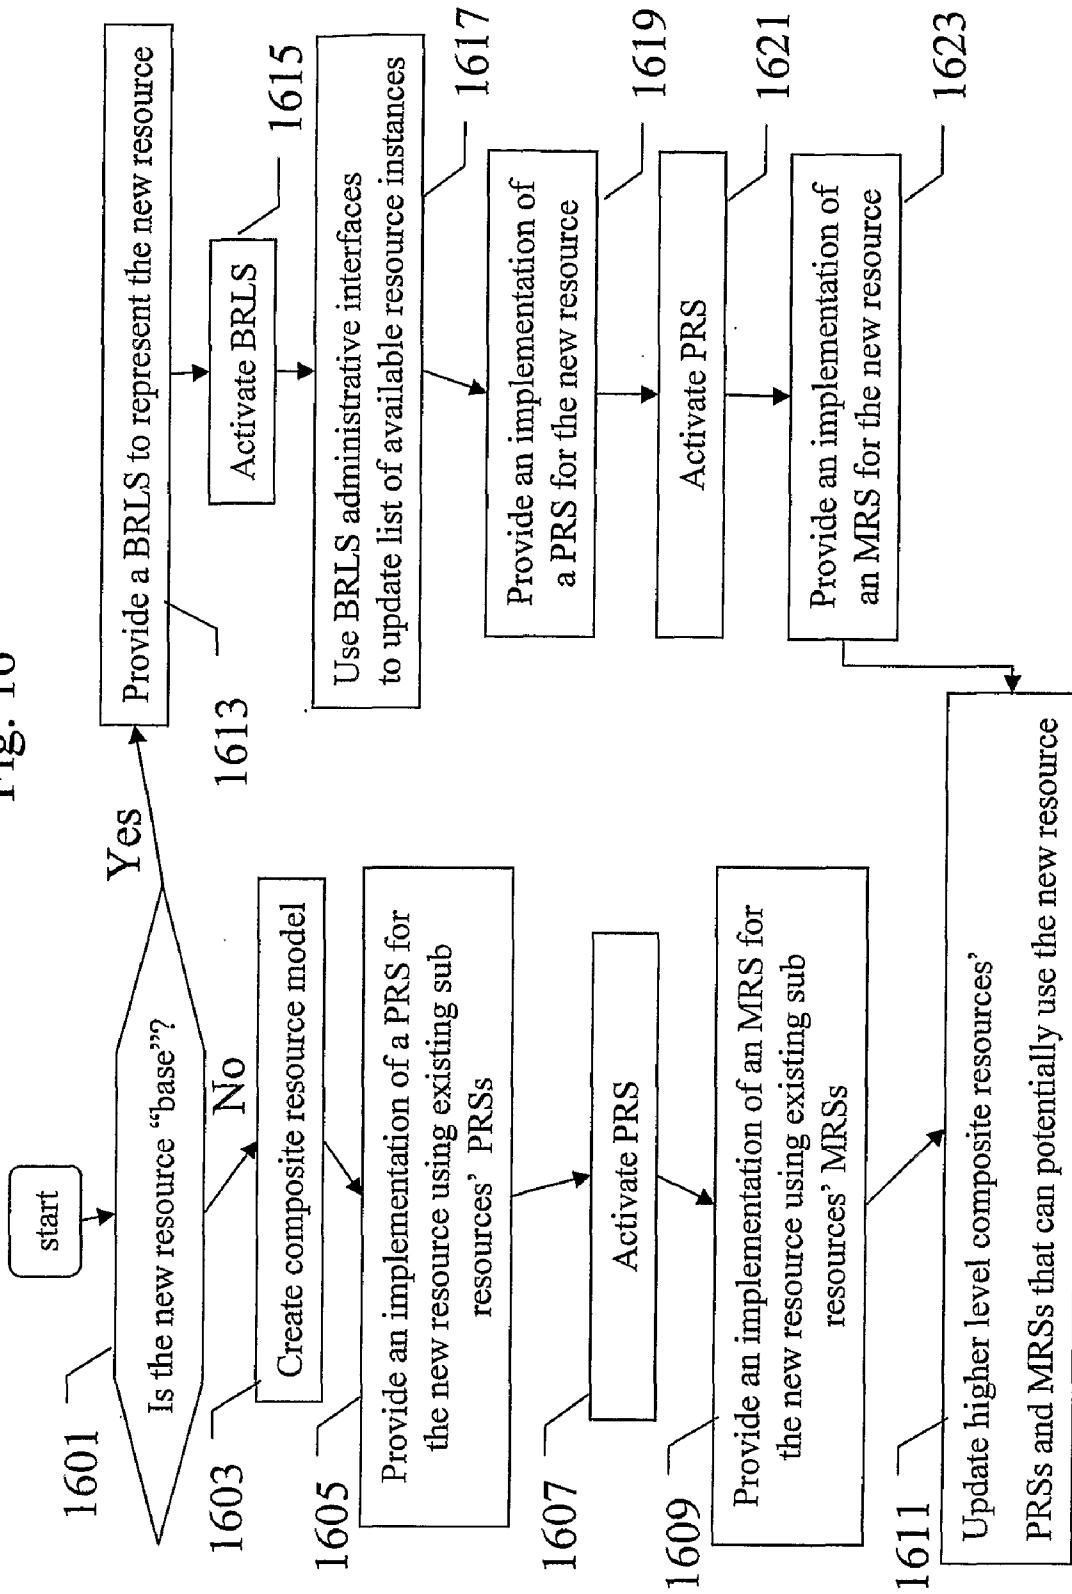 Fig. 16
start
1601
Is the new resource “base”?
Yes
No
1603
Create composite resource model
1605
Provide an implementation of a PRS for
the new resource using existing sub
resources’ PRSs
1607
Activate PRS
1609
Provide an implementation of an MRS for
the new resource using existing sub
resources’ MRSs
1611
Update higher level composite resources’
PRSs and MRSs that can potentially use the new resource
Provide a BRLS to represent the new resource
1613
Activate BRLS
1615
Use BRLS administrative interfaces
to update list of available resource instances
1617
Provide an implementation of
a PRS for the new resource
1619
Activate PRS
1621
Provide an implementation of
an MRS for the new resource
1623